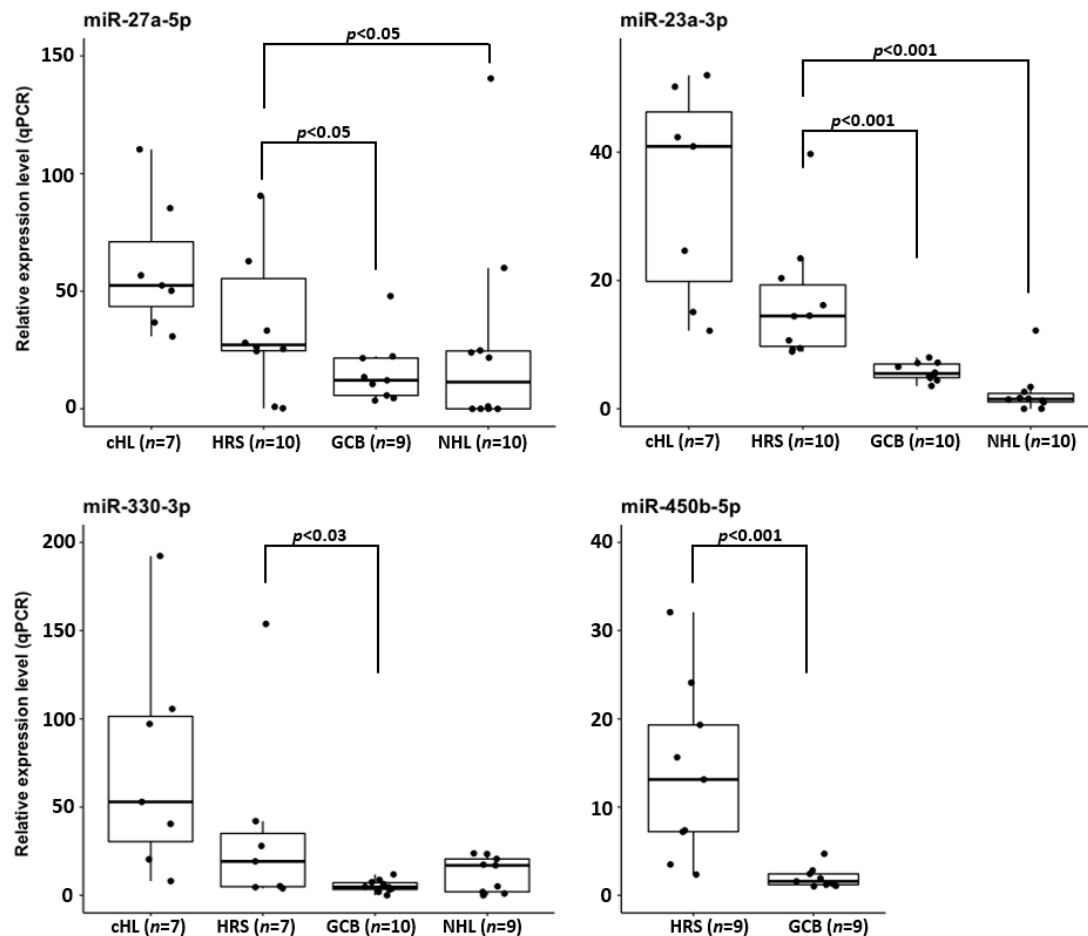 miR-27a-5p
Relative expression level (qPCR)
150
100
50
0
p<0.05
p<0.05
cHL (n=7) HRS (n=10) GCB (n=9) NHL (n=10)
miR-23a-3p
40
20
0
p<0.001
p<0.001
cHL (n=7) HRS (n=10) GCB (n=10) NHL (n=10)
miR-330-3p
Relative expression level (qPCR)
200
150
100
50
0
p<0.03
cHL (n=7) HRS (n=7) GCB (n=10) NHL (n=9)
miR-450b-5p
40
30
20
10
0
p<0.001
HRS (n=9) GCB (n=9)